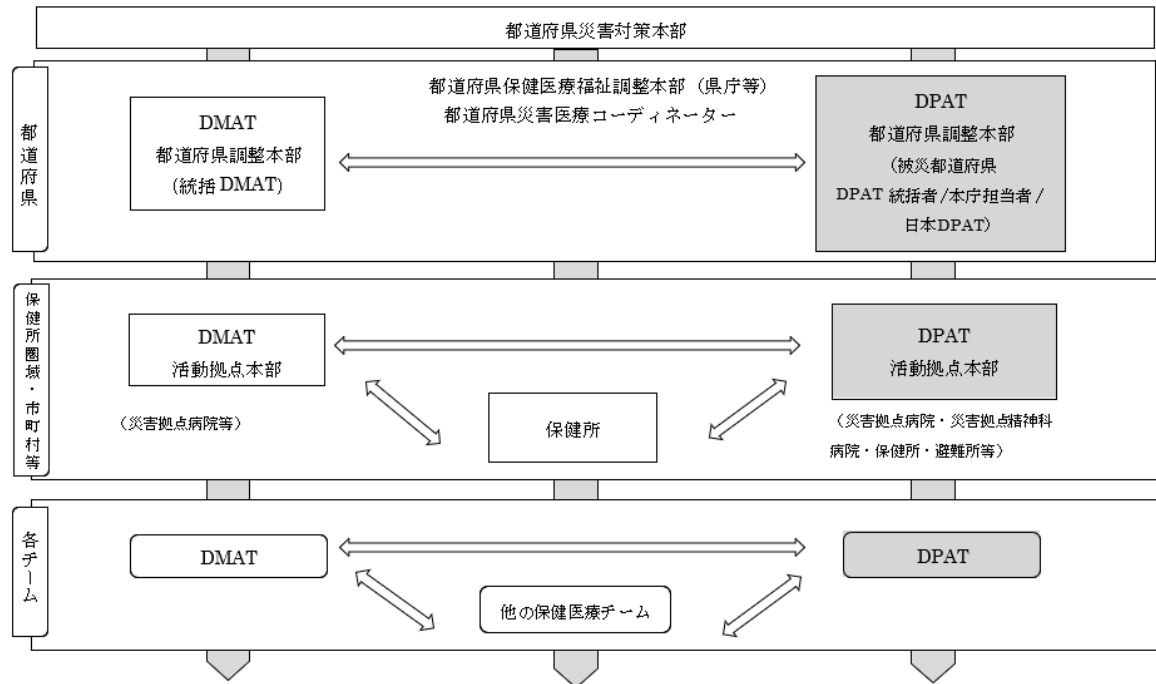 都道府県災害対策本部
都道府県
都道府県保健医療福祉調整本部（県庁等）
都道府県災害医療コーディネーター
DMAT
都道府県調整本部
(統括 DMAT)
DPAT
都道府県調整本部
(被災都道府県
DPAT 統括者/本庁担当者/
日本DPAT)
保健所圏域・市町村等
DMAT
活動拠点本部
（災害拠点病院等）
保健所
DPAT
活動拠点本部
（災害拠点病院・災害拠点精神科
病院・保健所・避難所等）
各チーム
DMAT
他の保健医療チーム
DPAT